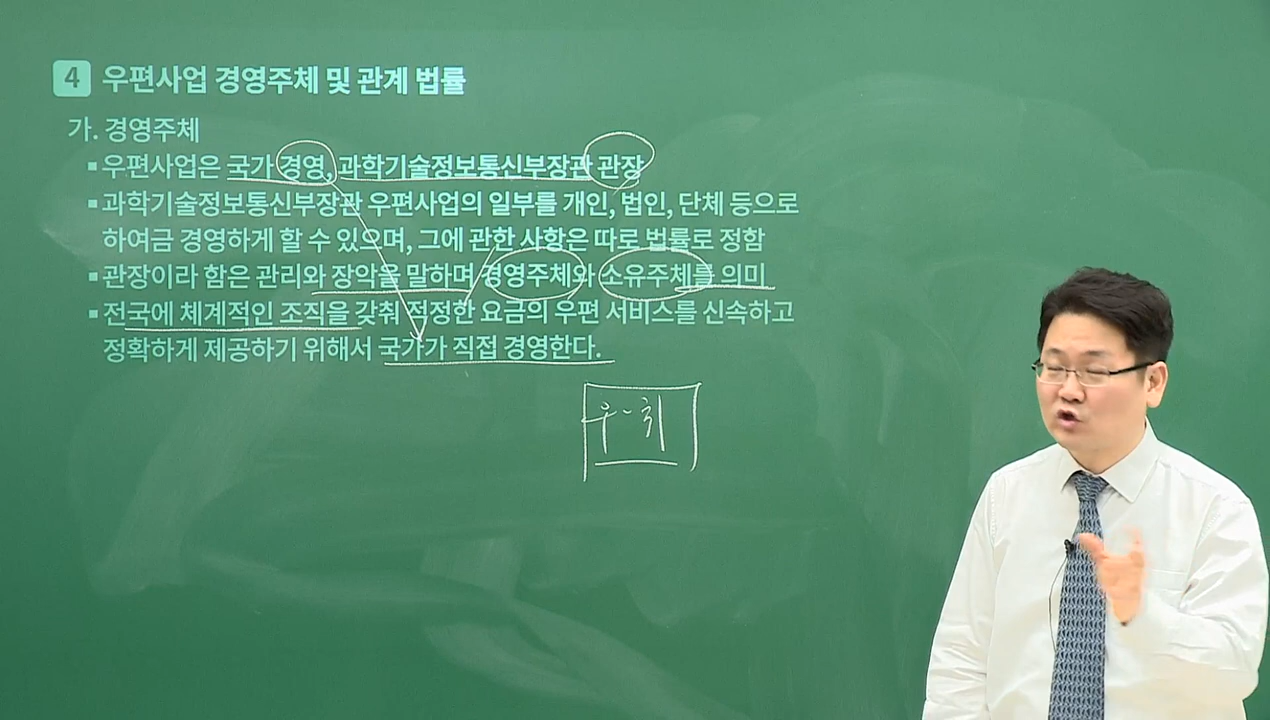 4 우편사업 경영주체 및 관계 법률
가. 경영주체
▪우편사업은 국가 경영, 과학기술정보통신부장관 관장
▪과학기술정보통신부장관 우편사업의 일부를 개인, 법인, 단체 등으로
하여금 경영하게 할 수 있으며, 그에 관한 사항은 따로 법률로 정함
▪관장이라 함은 관리와 장악을 말하며 경영주체와 소유주체를 의미
▪전국에 체계적인 조직을 갖춰 적정한 요금의 우편 서비스를 신속하고
정확하게 제공하기 위해서 국가가 직접 경영한다.